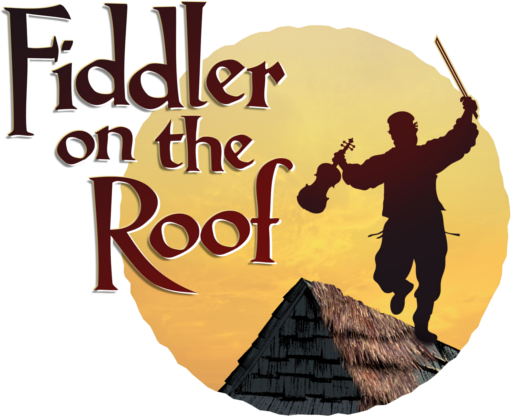 Fiddler
on the
Roof